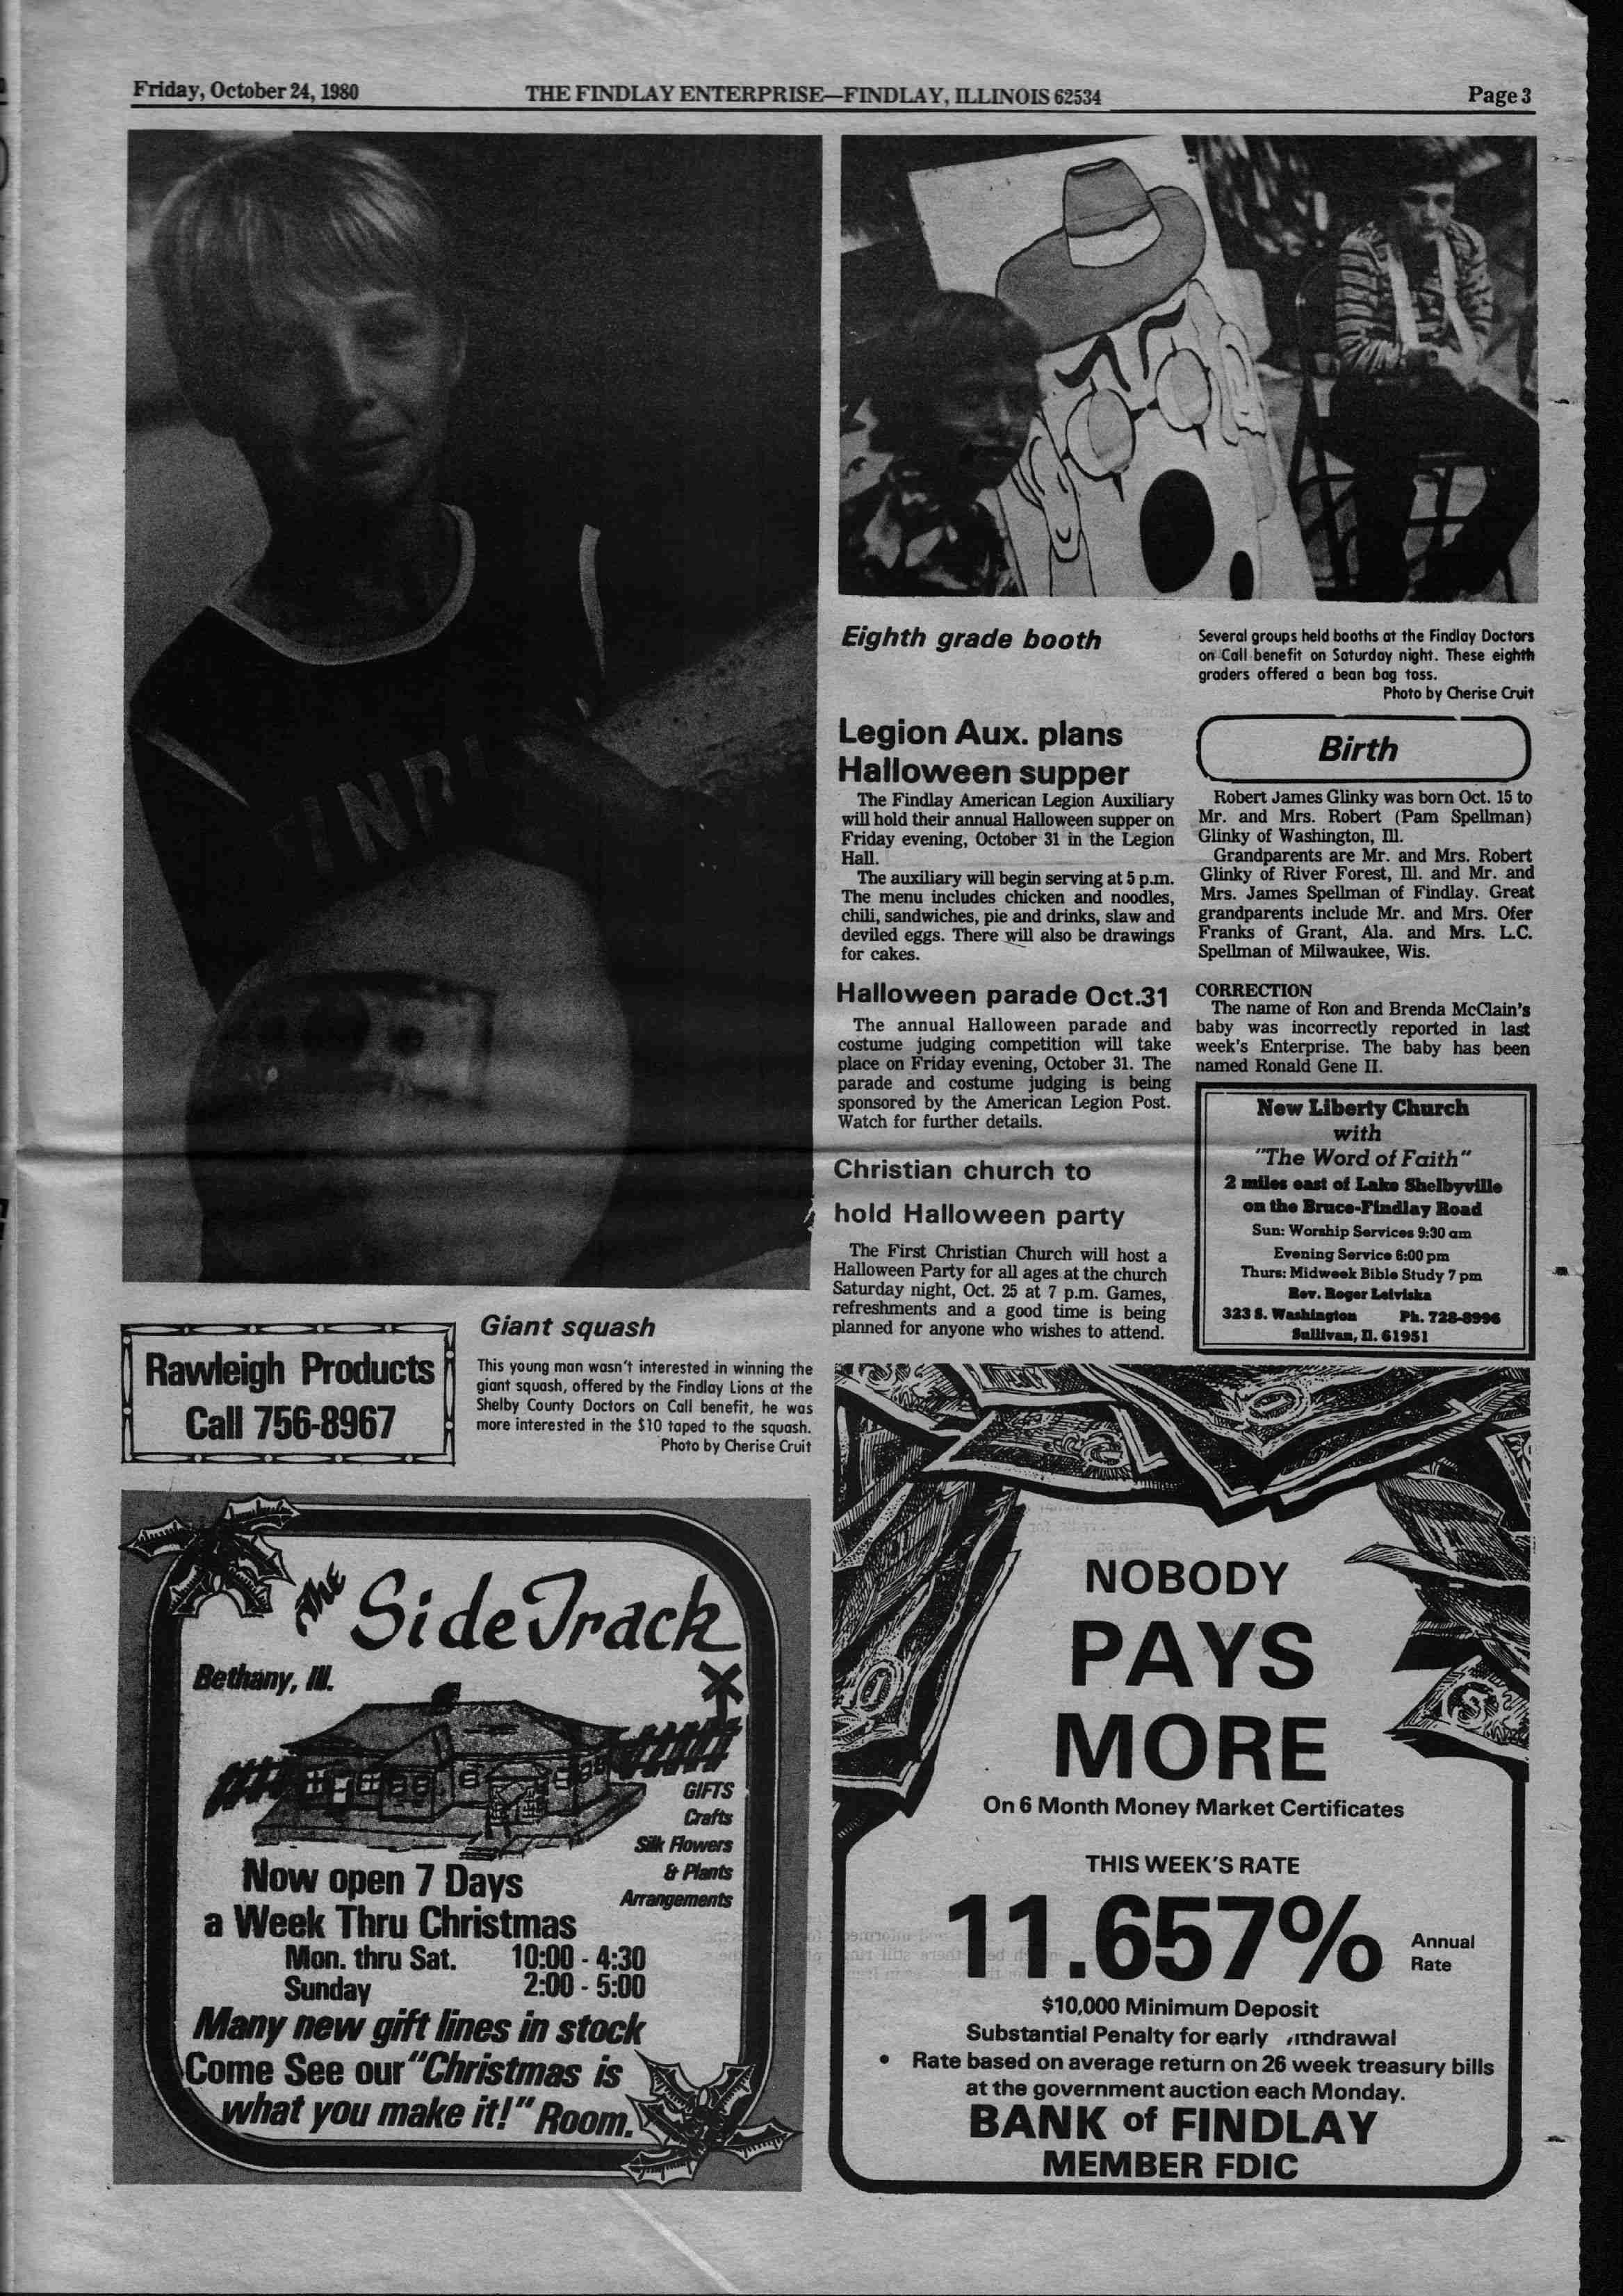 Friday, October 24, 1980
THE FINDLAY ENTERPRISE—FINDLAY, ILLINOIS 62534
Page 3
Eighth grade booth
Several groups held booths at the Findlay Doctors
on Call benefit on Saturday night. These eighth
graders offered a bean bag toss.
Photo by Cherise Cruit
Legion Aux. plans
Halloween supper
The Findlay American Legion Auxiliary
will hold their annual Halloween supper on
Friday evening, October 31 in the Legion
Hall.
The auxiliary will begin serving at 5 p.m.
The menu includes chicken and noodles,
chili, sandwiches, pie and drinks, slaw and
deviled eggs. There will also be drawings
for cakes.
Halloween parade Oct.31
The annual Halloween parade and
costume judging competition will take
place on Friday evening, October 31. The
parade and costume judging is being
sponsored by the American Legion Post.
Watch for further details.
Christian church to
hold Halloween party
The First Christian Church will host a
Halloween Party for all ages at the church
Saturday night, Oct. 25 at 7 p.m. Games,
refreshments and a good time is being
planned for anyone who wishes to attend.
Birth
Robert James Glinky was born Oct. 15 to
Mr. and Mrs. Robert (Pam Spellman)
Glinky of Washington, Ill.
Grandparents are Mr. and Mrs. Robert
Glinky of River Forest, Ill. and Mr. and
Mrs. James Spellman of Findlay. Great
grandparents include Mr. and Mrs. Ofer
Franks of Grant, Ala. and Mrs. L.C.
Spellman of Milwaukee, Wis.
CORRECTION
The name of Ron and Brenda McClain's
baby was incorrectly reported in last
week's Enterprise. The baby has been
named Ronald Gene II.
New Liberty Church
with
"The Word of Faith"
2 miles east of Lake Shelbyville
on the Bruce-Findlay Road
Sun: Worship Services 9:30 am
Evening Service 6:00 pm
Thurs: Midweek Bible Study 7 pm
Rev. Roger Leiviska
323 S. Washington Ph. 728-8996
Sullivan, Il. 61951
FINDL
Giant squash
This young man wasn't interested in winning the
giant squash, offered by the Findlay Lions at the
Shelby County Doctors on Call benefit, he was
more interested in the $10 taped to the squash.
Photo by Cherise Cruit
Rawleigh Products
Call 756-8967
The SideTrack
Bethany, Ill.
GIFTS
Crafts
Silk Flowers
& Plants
Arrangements
Now open 7 Days
a Week Thru Christmas
Mon. thru Sat. 10:00 - 4:30
Sunday 2:00 - 5:00
Many new gift lines in stock
Come See our "Christmas is
what you make it!" Room.
NOBODY
PAYS
MORE
On 6 Month Money Market Certificates
THIS WEEK'S RATE
11.657% Annual
Rate
$10,000 Minimum Deposit
Substantial Penalty for early ithdrawal
• Rate based on average return on 26 week treasury bills
at the government auction each Monday.
BANK of FINDLAY
MEMBER FDIC